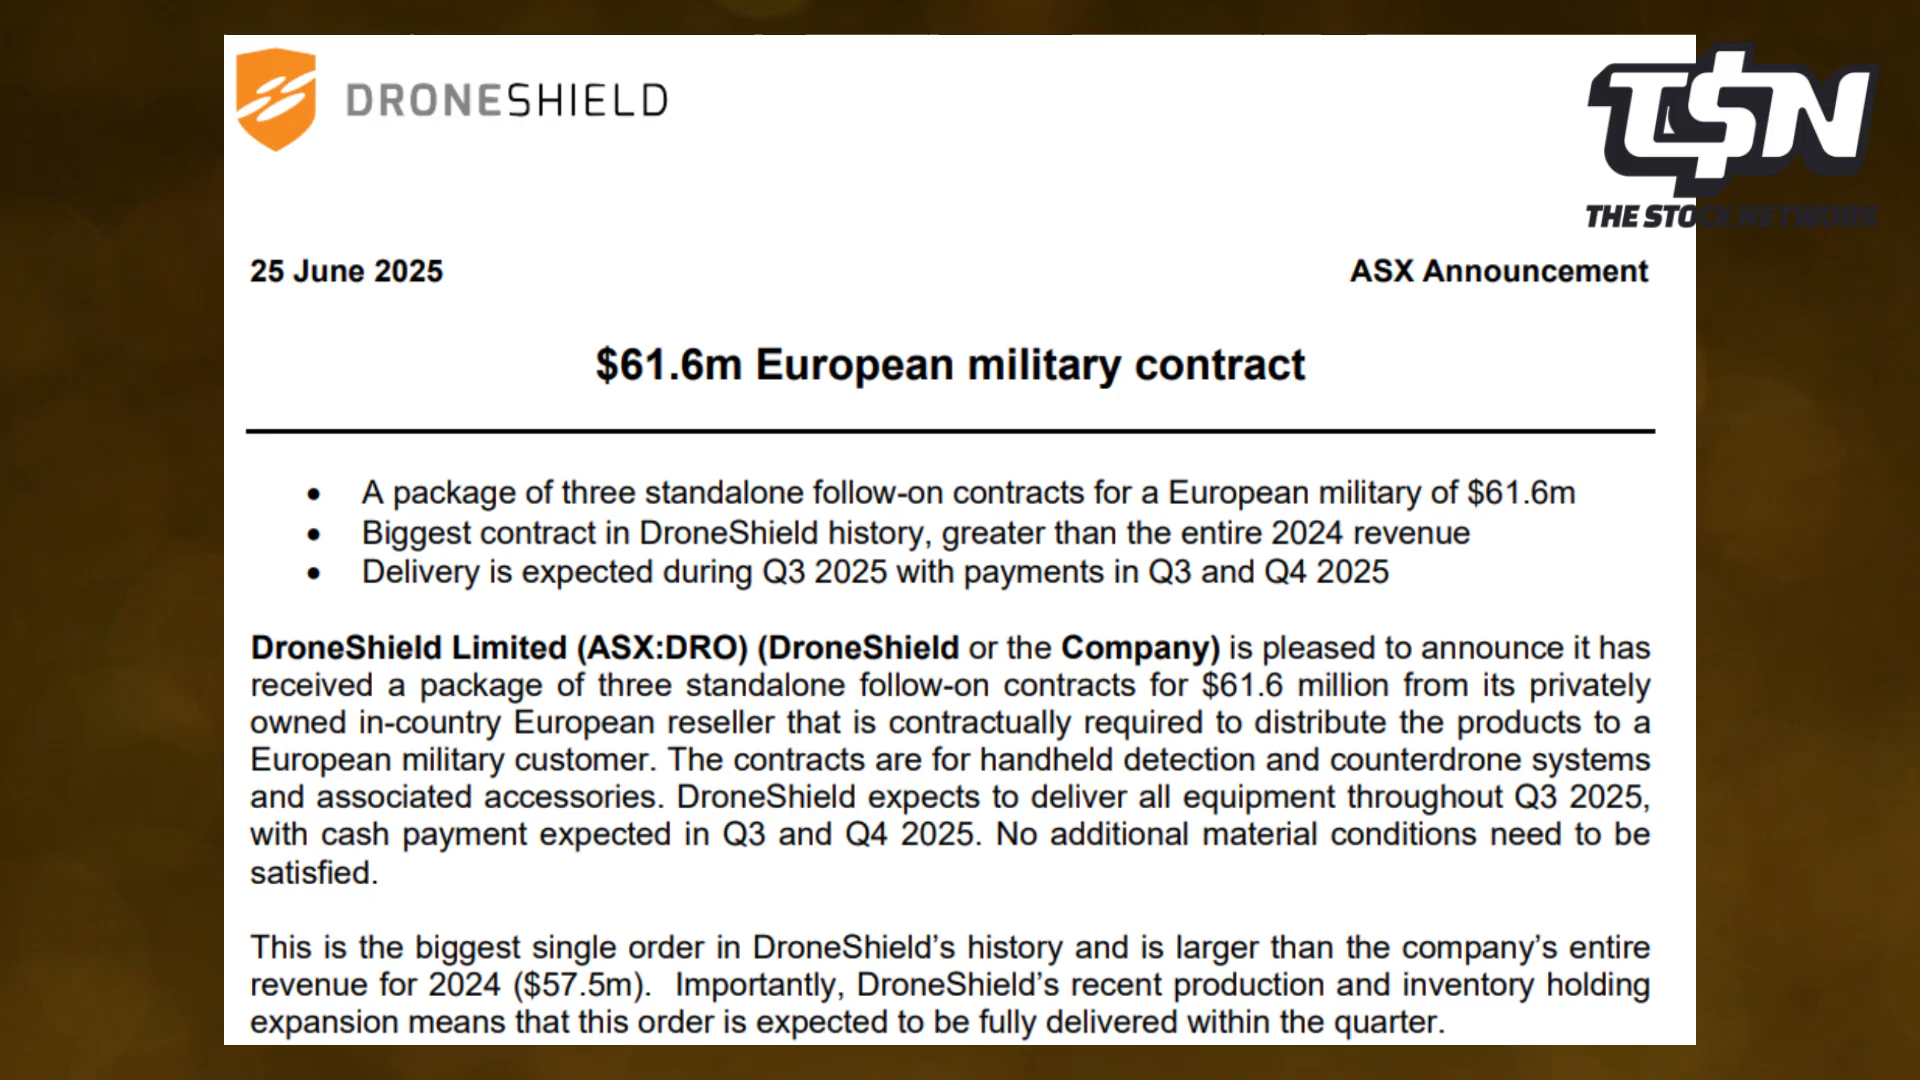 DRONESHIELD
TSN
THE STOCK NETWORK
25 June 2025
ASX Announcement
$61.6m European military contract
• A package of three standalone follow-on contracts for a European military of $61.6m
• Biggest contract in DroneShield history, greater than the entire 2024 revenue
• Delivery is expected during Q3 2025 with payments in Q3 and Q4 2025
DroneShield Limited (ASX:DRO) (DroneShield or the Company) is pleased to announce it has
received a package of three standalone follow-on contracts for $61.6 million from its privately
owned in-country European reseller that is contractually required to distribute the products to a
European military customer. The contracts are for handheld detection and counterdrone systems
and associated accessories. DroneShield expects to deliver all equipment throughout Q3 2025,
with cash payment expected in Q3 and Q4 2025. No additional material conditions need to be
satisfied.
This is the biggest single order in DroneShield’s history and is larger than the company’s entire
revenue for 2024 ($57.5m).  Importantly, DroneShield’s recent production and inventory holding
expansion means that this order is expected to be fully delivered within the quarter.